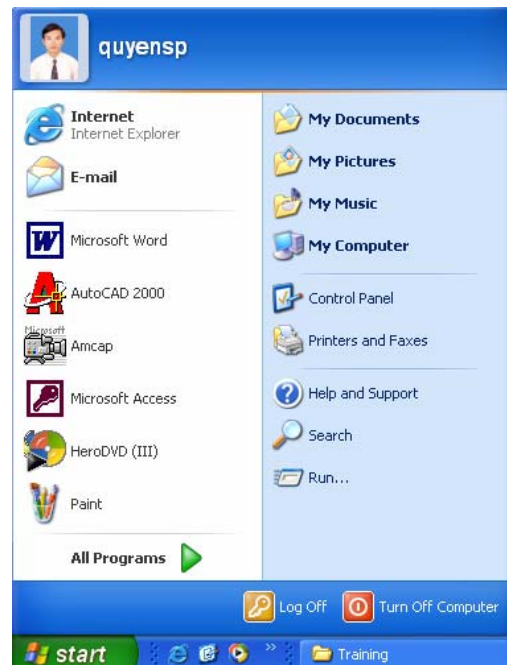 quyensp
Internet
Internet Explorer
E-mail
Microsoft Word
AutoCAD 2000
Microsoft
Amcap
Microsoft Access
HeroDVD (III)
Paint
All Programs
My Documents
My Pictures
My Music
My Computer
Control Panel
Printers and Faxes
Help and Support
Search
Run...
Log Off
Turn Off Computer
start
Training